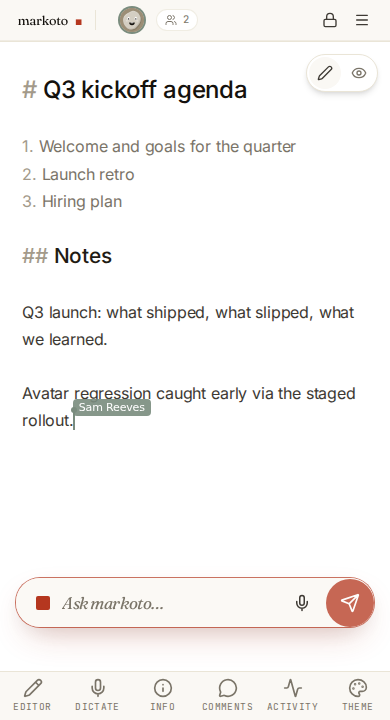 markoto
2
# Q3 kickoff agenda
1. Welcome and goals for the quarter
2. Launch retro
3. Hiring plan
## Notes
Q3 launch: what shipped, what slipped, what
we learned.
Avatar regression caught early via the staged
Sam Reeves
rollout.
Ask markoto...
EDITOR
DICTATE
INFO
COMMENTS
ACTIVITY
THEME